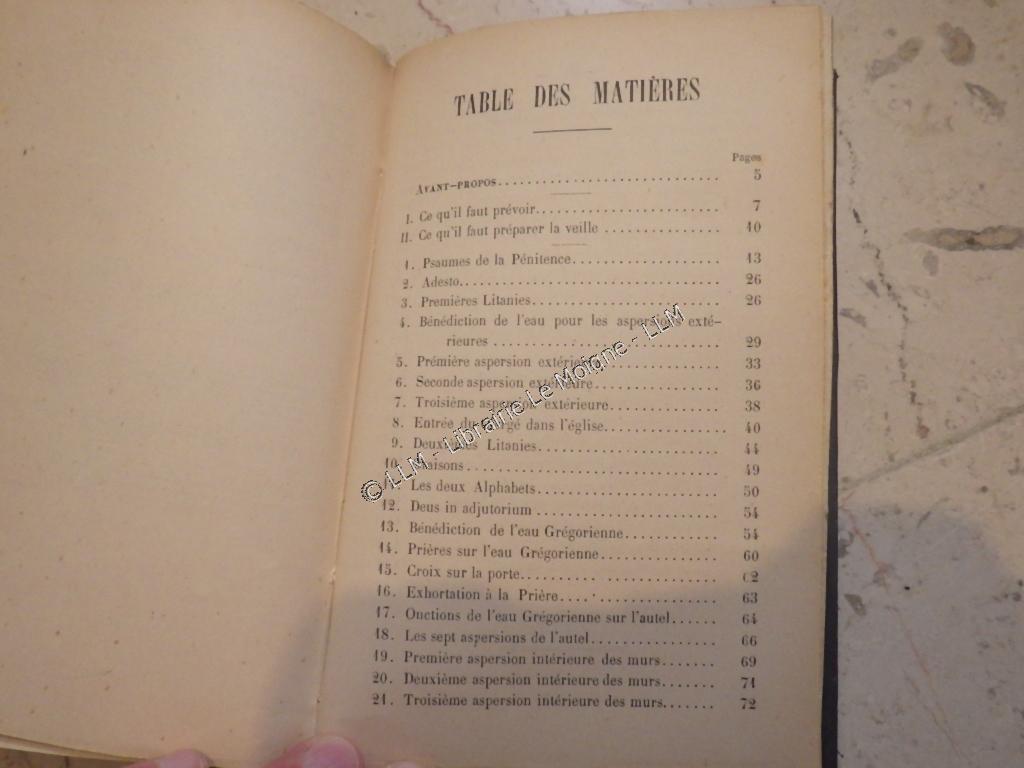 TABLE DES MATIÈRES
Pages
AVANT-PROPOS............................ 5
I. Ce qu'il faut prévoir........................ 7
II. Ce qu'il faut préparer la veille ............... 10
1. Psaumes de la Pénitence.................... 13
2. Adesto.................................. 26
3. Premières Litanies......................... 26
4. Bénédiction de l'eau pour les aspersions exté-
rieures ............................. 29
5. Prémière aspersion extérieure............... 33
6. Seconde aspersion extérieure................ 36
7. Troisième aspersion extérieure.............. 38
8. Entrée du clergé dans l'église................ 40
9. Deuxièmes Litanies........................ 44
10. Liaisons................................ 49
11. Les deux Alphabets........................ 50
12. Deus in adjutorium ........................ 54
13. Bénédiction de l'eau Grégorienne............ 54
14. Prières sur l'eau Grégorienne............... 60
15. Croix sur la porte......................... 62
16. Exhortation à la Prière.................... 63
17. Onctions de l'eau Grégorienne sur l'autel...... 64
18. Les sept aspersions de l'autel................ 66
19. Première aspersion intérieure des murs....... 69
20. Deuxième aspersion intérieure des murs....... 71
21. Troisième aspersion intérieure des murs....... 72
© LLM - Librairie Le Moigne - LLM